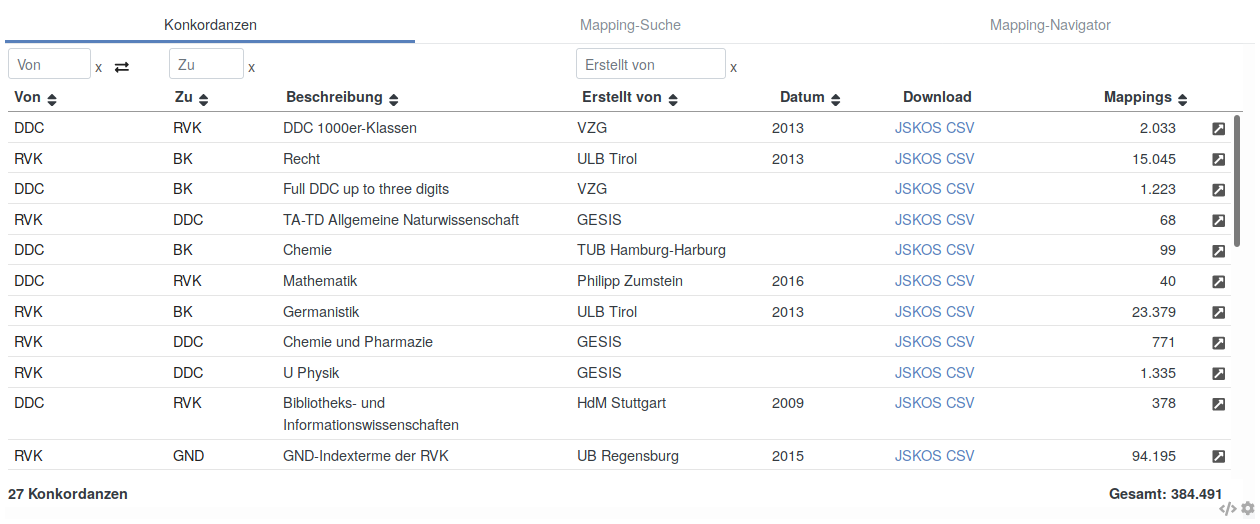 Konkordanzen Mapping-Suche Mapping-Navigator
Von x Zu x Erstellt von x
Von Zu Beschreibung Erstellt von Datum Download Mappings
DDC RVK DDC 1000er-Klassen VZG 2013 JSKOS CSV 2.033
RVK BK Recht ULB Tirol 2013 JSKOS CSV 15.045
DDC BK Full DDC up to three digits VZG JSKOS CSV 1.223
RVK DDC TA-TD Allgemeine Naturwissenschaft GESIS JSKOS CSV 68
DDC BK Chemie TUB Hamburg-Harburg JSKOS CSV 99
DDC RVK Mathematik Philipp Zumstein 2016 JSKOS CSV 40
RVK BK Germanistik ULB Tirol 2013 JSKOS CSV 23.379
RVK DDC Chemie und Pharmazie GESIS JSKOS CSV 771
RVK DDC U Physik GESIS JSKOS CSV 1.335
DDC RVK Bibliotheks- und HdM Stuttgart 2009 JSKOS CSV 378
Informationswissenschaften
RVK GND GND-Indexterme der RVK UB Regensburg 2015 JSKOS CSV 94.195
27 Konkordanzen Gesamt: 384.491